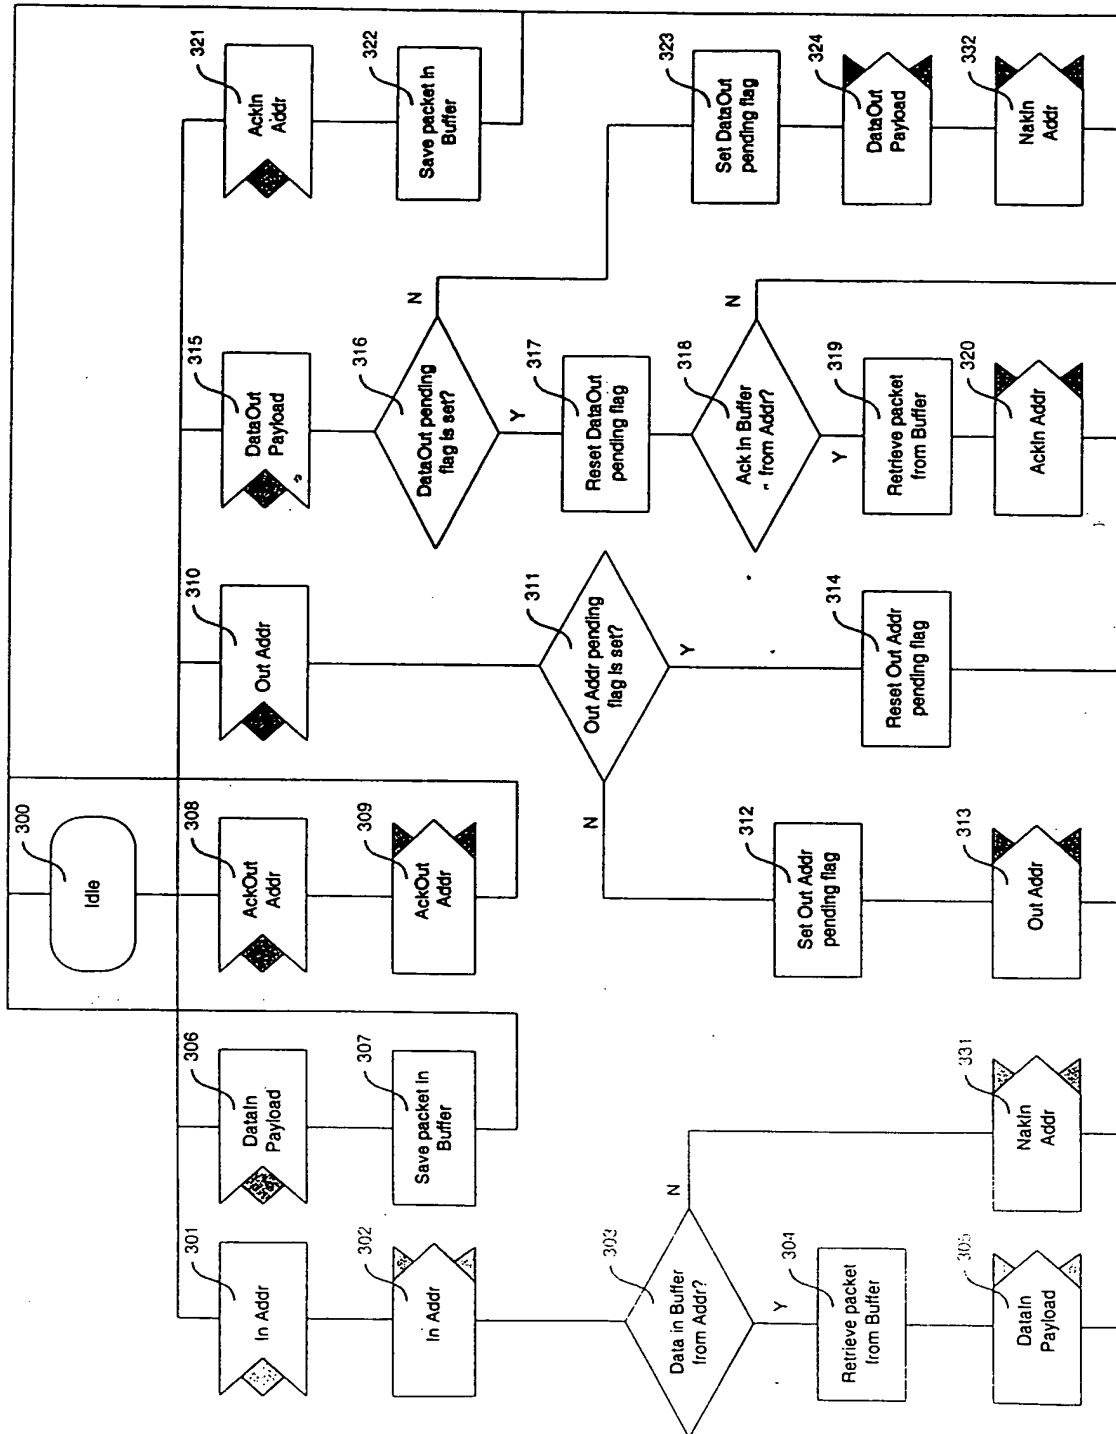 300
Idle
301
In Addr
302
In Addr
303
Data in Buffer
from Addr?
N
Y
304
Retrieve packet
from Buffer
305
DataIn
Payload
331
NakIn
Addr
306
DataIn
Payload
307
Save packet in
Buffer
308
AckOut
Addr
309
AckOut
Addr
310
Out Addr
311
Out Addr pending
flag is set?
N
Y
312
Set Out Addr
pending flag
313
Out Addr
314
Reset Out Addr
pending flag
315
DataOut
Payload
316
DataOut pending
flag is set?
N
Y
317
Reset DataOut
pending flag
318
Ack in Buffer
from Addr?
N
Y
319
Retrieve packet
from Buffer
320
AckIn Addr
321
AckIn
Addr
322
Save packet in
Buffer
323
Set DataOut
pending flag
324
DataOut
Payload
332
NakIn
Addr